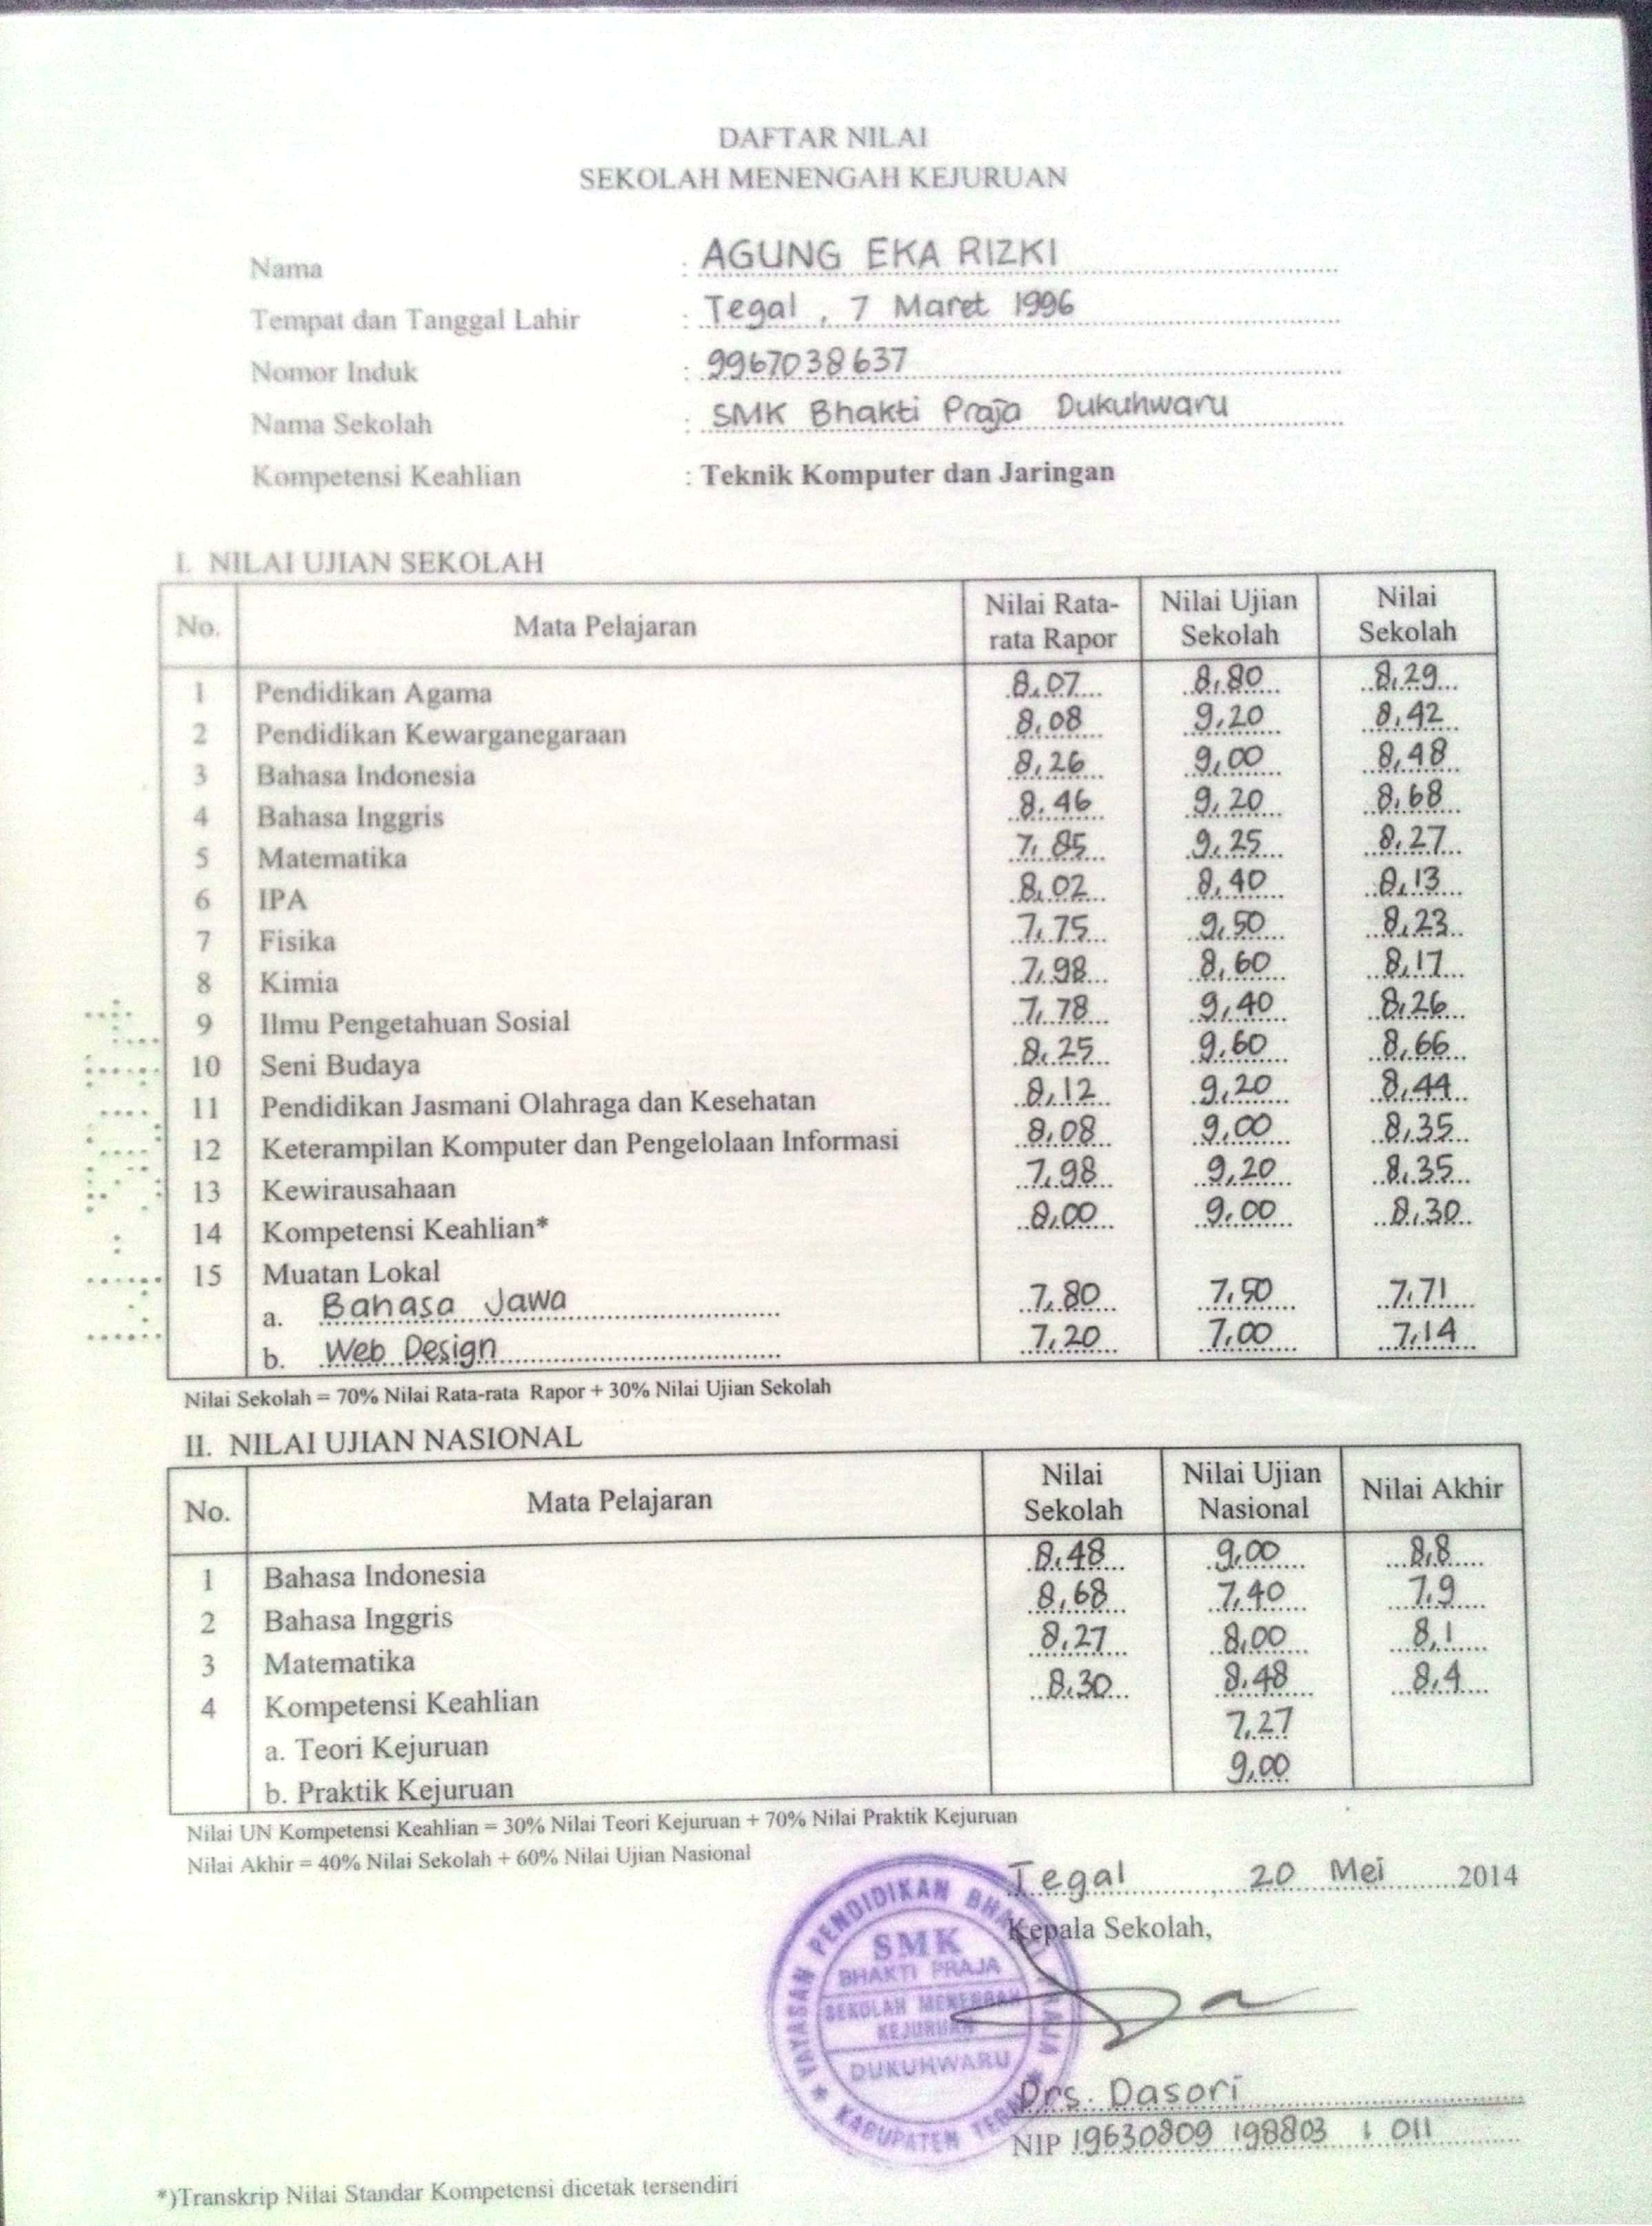 DAFTAR NILAI
SEKOLAH MENENGAH KEJURUAN
Nama : AGUNG EKA RIZKI
Tempat dan Tanggal Lahir : Tegal, 7 Maret 1996
Nomor Induk : 9967038637
Nama Sekolah : SMK Bhakti Praja Dukuhwaru
Kompetensi Keahlian : Teknik Komputer dan Jaringan
I. NILAI UJIAN SEKOLAH
No. Mata Pelajaran Nilai Rata-rata Rapor Nilai Ujian Sekolah Nilai Sekolah
1 Pendidikan Agama 8,07 8,80 8,29
2 Pendidikan Kewarganegaraan 8,08 9,20 8,42
3 Bahasa Indonesia 8,26 9,00 8,48
4 Bahasa Inggris 8,46 9,20 8,68
5 Matematika 7,85 9,25 8,27
6 IPA 8,02 8,40 8,13
7 Fisika 7,75 9,50 8,23
8 Kimia 7,98 8,60 8,17
9 Ilmu Pengetahuan Sosial 7,78 9,40 8,26
10 Seni Budaya 8,25 9,60 8,66
11 Pendidikan Jasmani Olahraga dan Kesehatan 8,12 9,20 8,44
12 Keterampilan Komputer dan Pengelolaan Informasi 8,08 9,00 8,35
13 Kewirausahaan 7,98 9,20 8,35
14 Kompetensi Keahlian* 8,00 9,00 8,30
15 Muatan Lokal
a. Bahasa Jawa 7,80 7,50 7,71
b. Web Design 7,20 7,00 7,14
Nilai Sekolah = 70% Nilai Rata-rata Rapor + 30% Nilai Ujian Sekolah
II. NILAI UJIAN NASIONAL
No. Mata Pelajaran Nilai Sekolah Nilai Ujian Nasional Nilai Akhir
1 Bahasa Indonesia 8,48 9,00 8,8
2 Bahasa Inggris 8,68 7,40 7,9
3 Matematika 8,27 8,00 8,1
4 Kompetensi Keahlian 8,30 8,48 8,4
a. Teori Kejuruan 7,27
b. Praktik Kejuruan 9,00
Nilai UN Kompetensi Keahlian = 30% Nilai Teori Kejuruan + 70% Nilai Praktik Kejuruan
Nilai Akhir = 40% Nilai Sekolah + 60% Nilai Ujian Nasional
Tegal, 20 Mei 2014
Kepala Sekolah,
YAYASAN PENDIDIKAN BHAKTI PRAJA
SMK
BHAKTI PRAJA
SEKOLAH MENENGAH
KEJURUAN
DUKUHWARU
KABUPATEN TEGAL
Drs. Dasori
NIP 19630809 198803 1 011
*)Transkrip Nilai Standar Kompetensi dicetak tersendiri